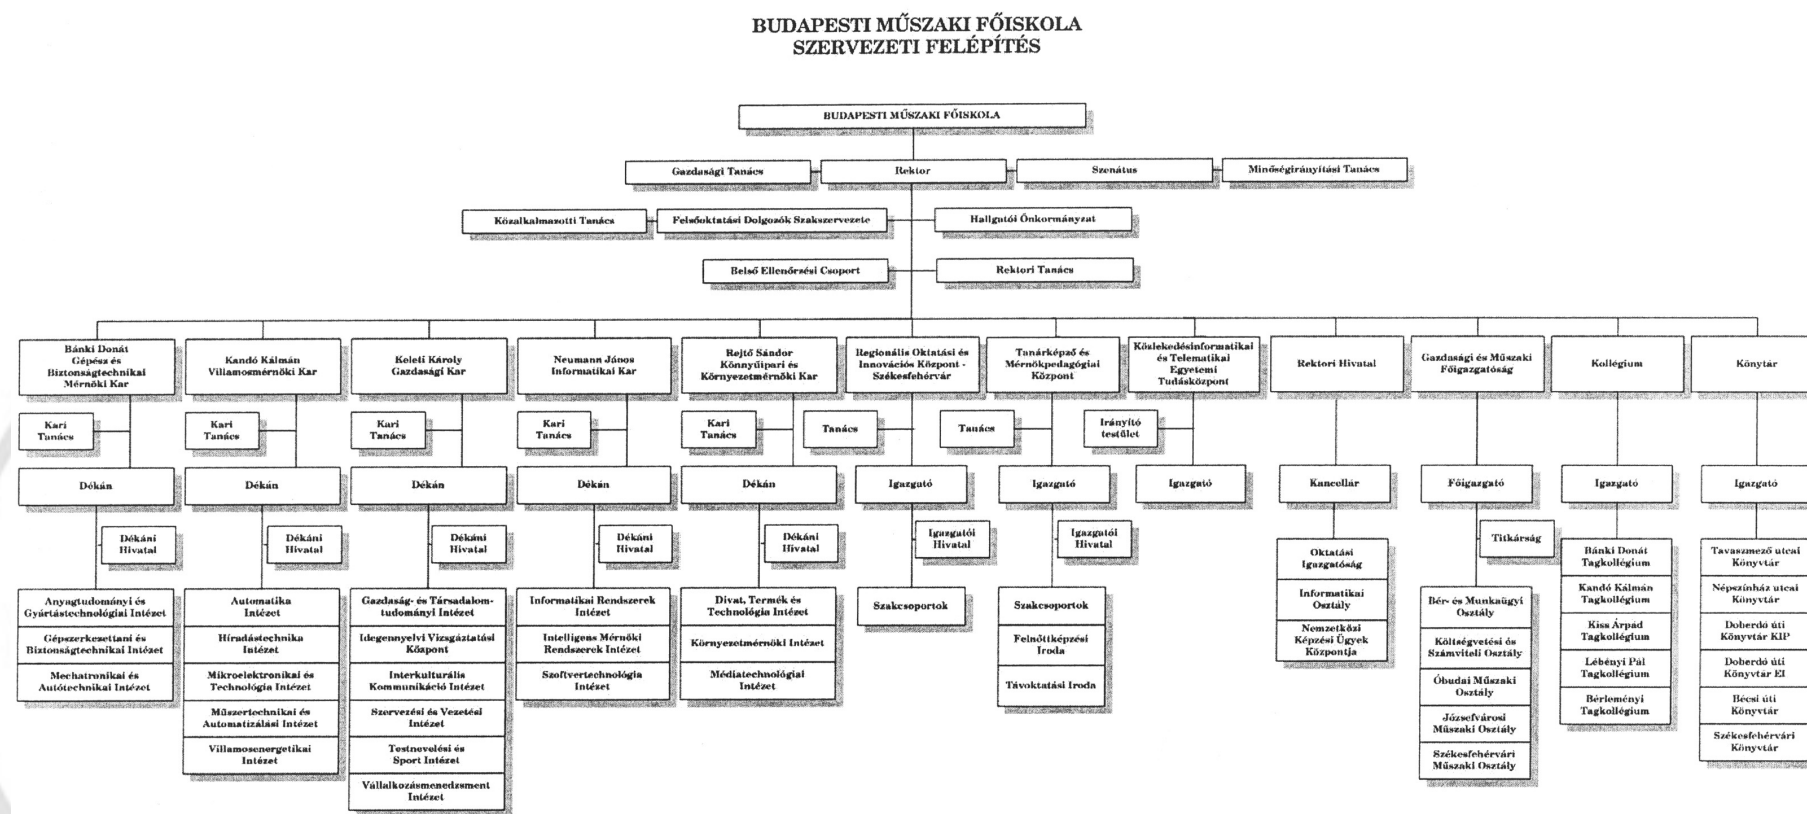 BUDAPESTI MŰSZAKI FŐISKOLA
SZERVEZETI FELÉPÍTÉS
BUDAPESTI MŰSZAKI FŐISKOLA
Gazdasági Tanács
Rektor
Szenátus
Minőségirányítási Tanács
Közalkalmazotti Tanács
Felsőoktatási Dolgozók Szakszervezete
Hallgatói Önkormányzat
Belső Ellenőrzési Csoport
Rektori Tanács
Bánki Donát
Gépész és
Biztonságtechnikai
Mérnöki Kar
Kandó Kálmán
Villamosmérnöki Kar
Keleti Károly
Gazdasági Kar
Neumann János
Informatikai Kar
Rejtő Sándor
Könnyűipari és
Környezetmérnöki Kar
Regionális Oktatási és
Innovációs Központ -
Székesfehérvár
Tanárképző és
Mérnökpedagógiai
Központ
Közlekedésinformatikai
és Telematikai
Egyetemi
Tudásközpont
Rektori Hivatal
Gazdasági és Műszaki
Főigazgatóság
Kollégium
Könytár
Kari
Tanács
Kari
Tanács
Kari
Tanács
Kari
Tanács
Kari
Tanács
Tanács
Tanács
Irányító
testület
Dékán
Dékán
Dékán
Dékán
Dékán
Igazgató
Igazgató
Igazgató
Kancellár
Főigazgató
Igazgató
Igazgató
Dékáni
Hivatal
Dékáni
Hivatal
Dékáni
Hivatal
Dékáni
Hivatal
Dékáni
Hivatal
Igazgatói
Hivatal
Igazgatói
Hivatal
Titkárság
Anyagtudományi és
Gyártástechnológiai Intézet
Gépszerkezettani és
Biztonságtechnikai Intézet
Mechatronikai és
Autótechnikai Intézet
Automatika
Intézet
Híradástechnika
Intézet
Mikroelektronikai és
Technológia Intézet
Műszertechnikai és
Automatizálási Intézet
Villamosenergetikai
Intézet
Gazdaság- és Társadalom-
tudományi Intézet
Idegennyelvi Vizsgáztatási
Központ
Interkulturális
Kommunikáció Intézet
Szervezési és Vezetési
Intézet
Testnevelési és
Sport Intézet
Vállalkozásmenedzsment
Intézet
Informatikai Rendszerek
Intézet
Intelligens Mérnöki
Rendszerek Intézet
Szoftvertechnológia
Intézet
Divat, Termék és
Technológia Intézet
Környezetmérnöki Intézet
Médiatechnológiai
Intézet
Szakcsoportok
Szakcsoportok
Felnőttképzési
Iroda
Távoktatási Iroda
Oktatási
Igazgatóság
Informatikai
Osztály
Nemzetközi
Képzési Ügyek
Központja
Bér- és Munkaügyi
Osztály
Költségvetési és
Számviteli Osztály
Óbudai Műszaki
Osztály
Józsefvárosi
Műszaki Osztály
Székesfehérvári
Műszaki Osztály
Bánki Donát
Tagkollégium
Kandó Kálmán
Tagkollégium
Kiss Árpád
Tagkollégium
Lébényi Pál
Tagkollégium
Bérleményi
Tagkollégium
Tavaszmező utcai
Könyvtár
Népszínház utcai
Könyvtár
Doberdó úti
Könyvtár KIP
Doberdó úti
Könyvtár EI
Bécsi úti
Könyvtár
Székesfehérvári
Könyvtár